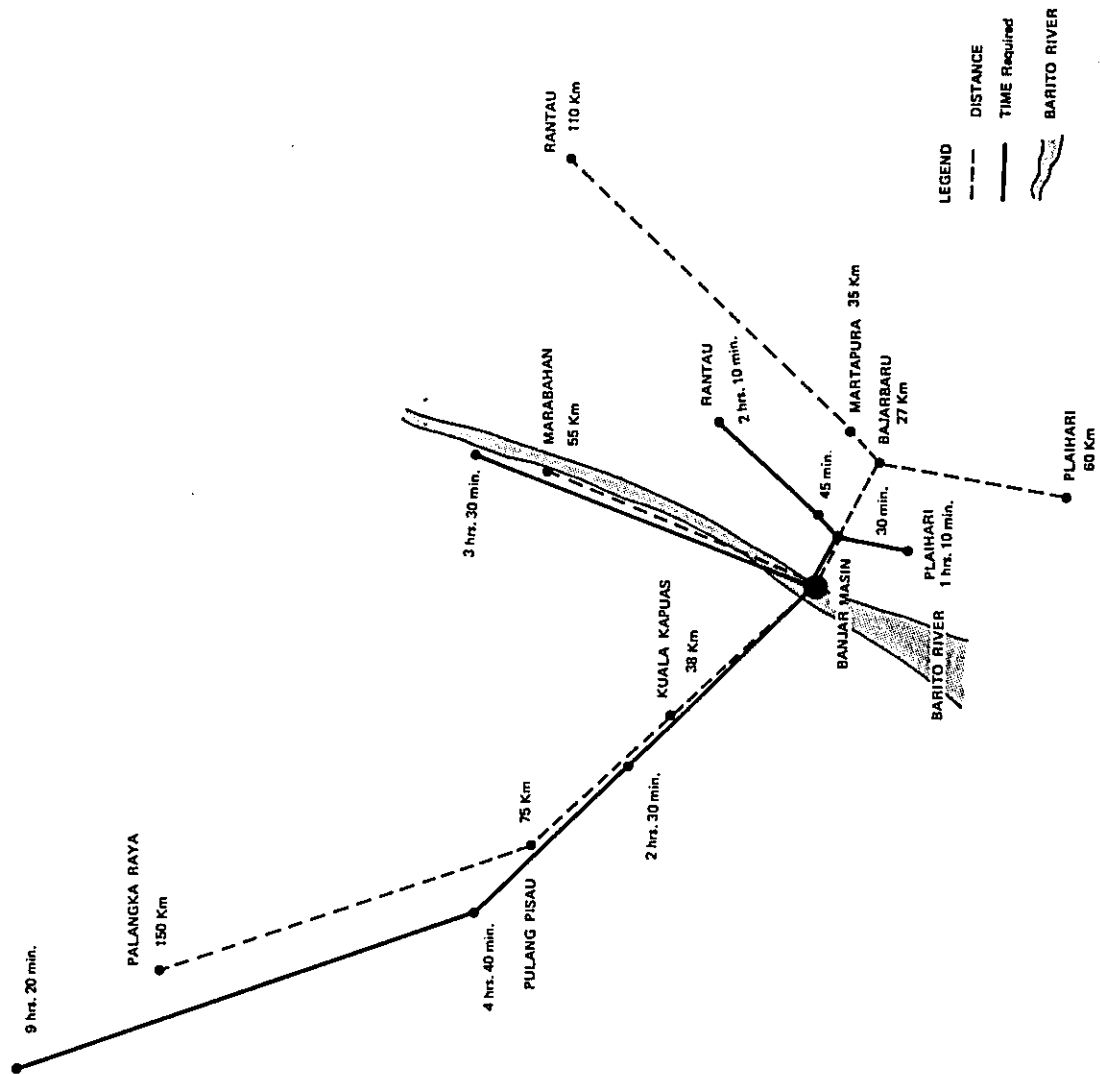 9 hrs. 20 min.
PALANGKA RAYA
150 Km
4 hrs. 40 min.
PULANG PISAU
75 Km
2 hrs. 30 min.
KUALA KAPUAS
38 Km
3 hrs. 30 min.
MARABAHAN
55 Km
RANTAU
110 Km
RANTAU
2 hrs. 10 min.
45 min.
MARTAPURA 35 Km
BAJARBARU
27 Km
30 min.
BANJAR MASIN
PLAIHARI
1 hrs. 10 min.
PLAIHARI
60 Km
BARITO RIVER
LEGEND
DISTANCE
TIME Required
BARITO RIVER